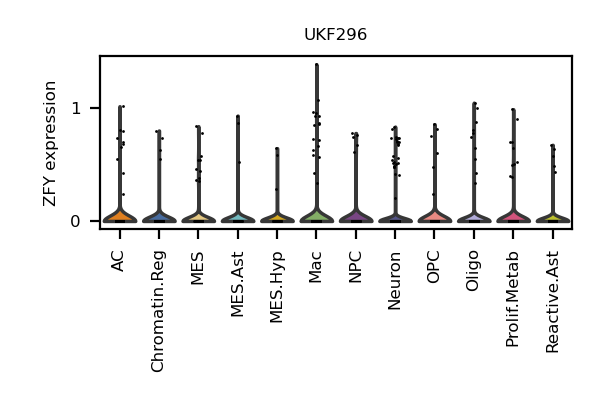 UKF296
ZFY expression
1
0
AC
Chromatin.Reg
MES
MES.Ast
MES.Hyp
Mac
NPC
Neuron
OPC
Oligo
Prolif.Metab
Reactive.Ast